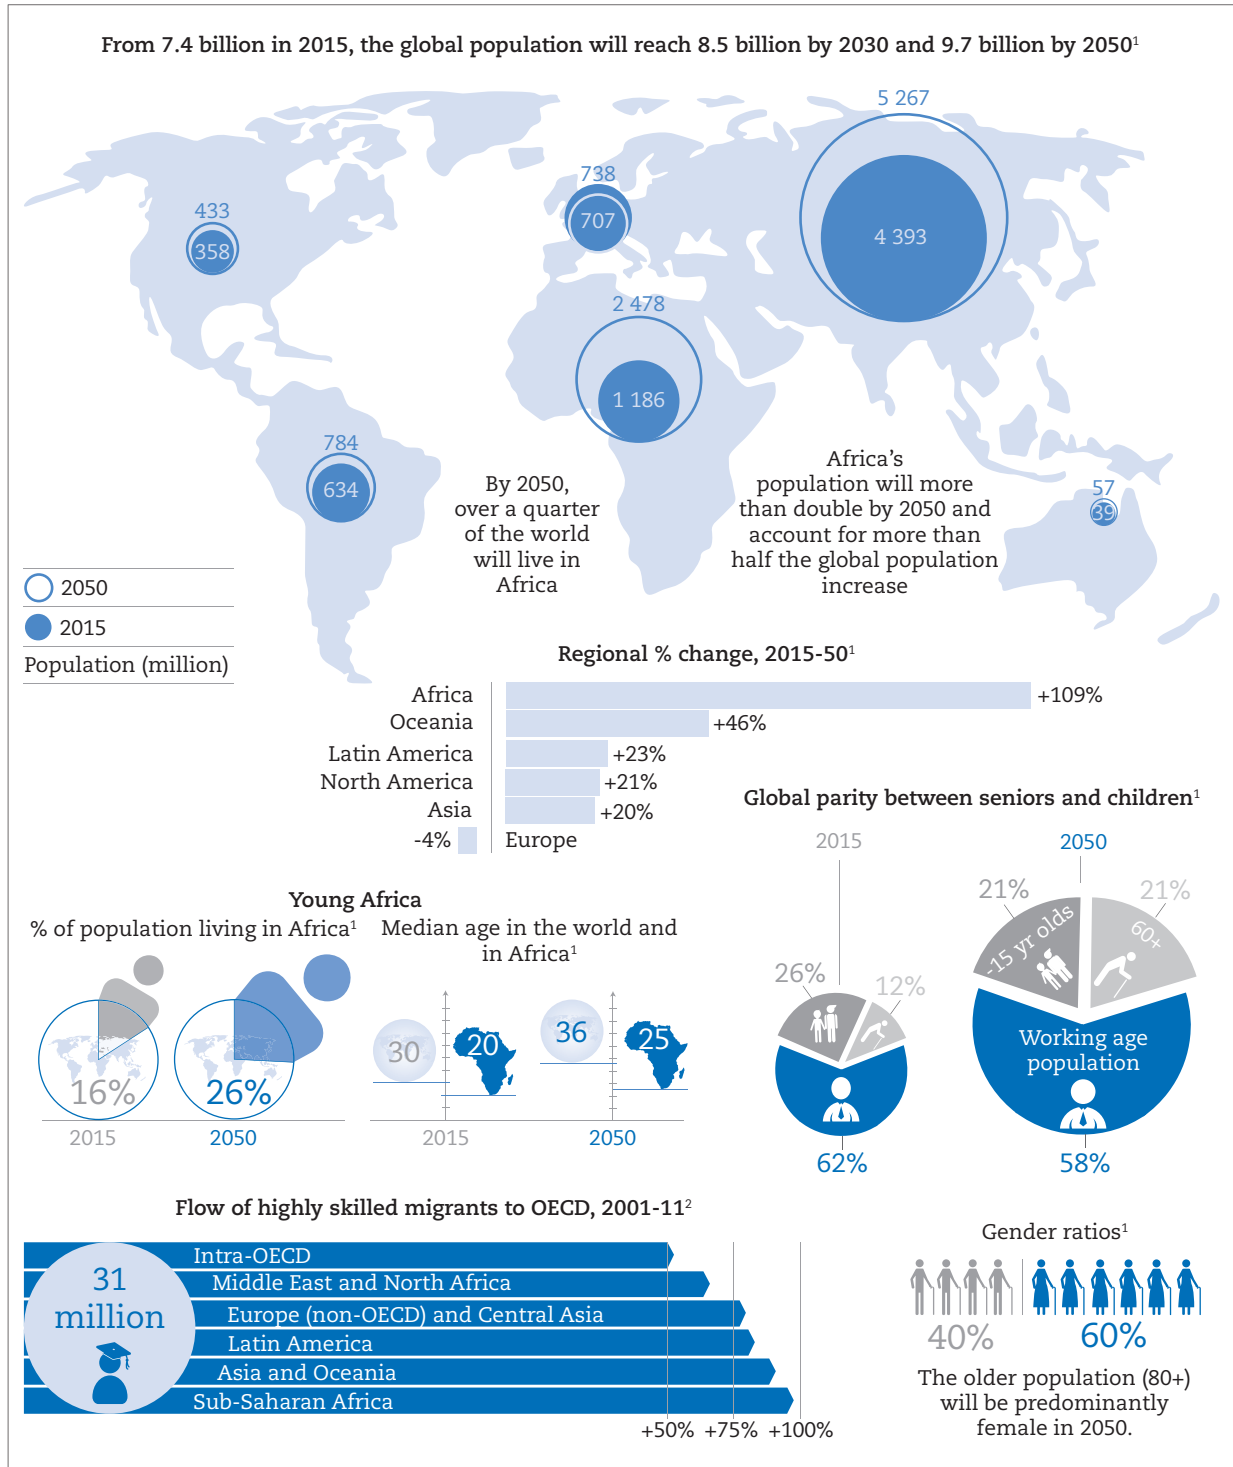 From 7.4 billion in 2015, the global population will reach 8.5 billion by 2030 and 9.7 billion by 2050¹
5 267
738
433
707
358
4 393
2 478
1 186
784
634
57
39
By 2050,
over a quarter
of the world
will live in
Africa
Africa's
population will more
than double by 2050 and
account for more than
half the global population
increase
2050
2015
Population (million)
Regional % change, 2015-50¹
Africa +109%
Oceania +46%
Latin America +23%
North America +21%
Asia +20%
-4% Europe
Global parity between seniors and children¹
2015
26%
12%
62%
2050
21%
21%
-15 yr olds
60+
Working age
population
58%
Young Africa
% of population living in Africa¹
16%
26%
2015
2050
Median age in the world and
in Africa¹
30
20
36
25
2015
2050
Flow of highly skilled migrants to OECD, 2001-11²
31
million
Intra-OECD
Middle East and North Africa
Europe (non-OECD) and Central Asia
Latin America
Asia and Oceania
Sub-Saharan Africa
+50% +75% +100%
Gender ratios¹
40%
60%
The older population (80+)
will be predominantly
female in 2050.